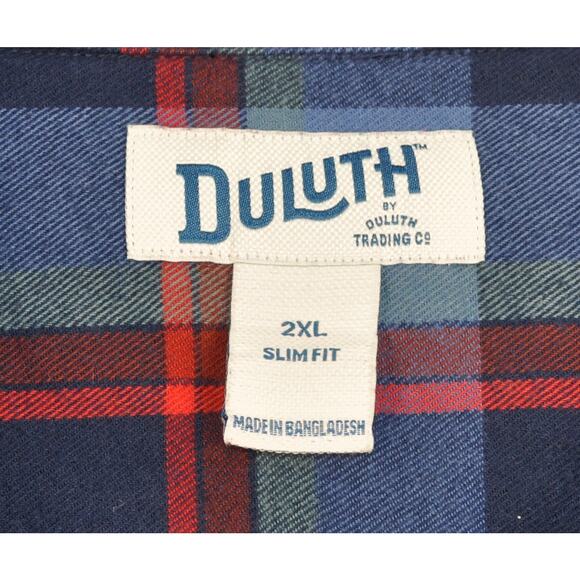 DULUTH™
BY
DULUTH
TRADING Cº
2XL
SLIM FIT
MADE IN BANGLADESH